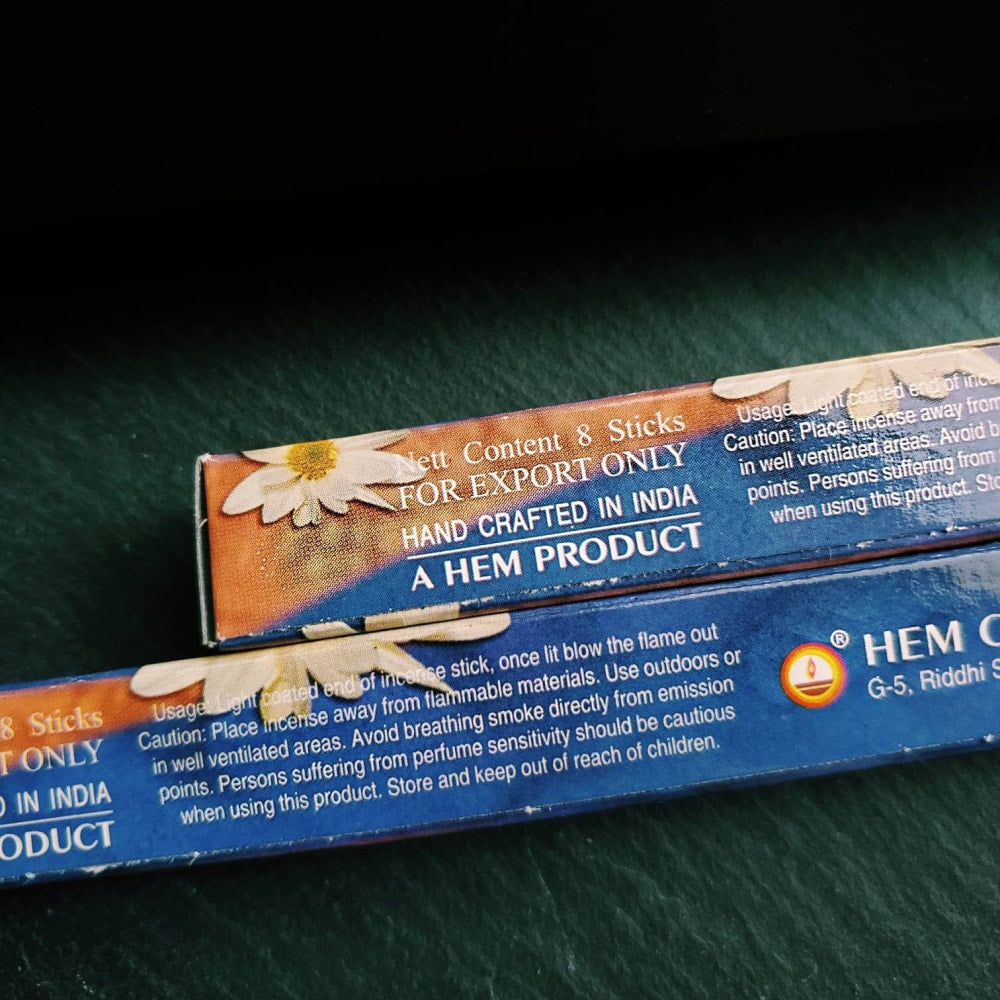 Nett Content 8 Sticks
FOR EXPORT ONLY
HAND CRAFTED IN INDIA
A HEM PRODUCT
Usage: Light coated end of
Caution: Place incense away from
in well ventilated areas. Avoid
points. Persons suffering from
when using this product.
8 Sticks
ONLY
IN INDIA
Usage: Light coated end of incense stick, once lit blow the flame out
Caution: Place incense away from flammable materials. Use outdoors or
in well ventilated areas. Avoid breathing smoke directly from emission
points. Persons suffering from perfume sensitivity should be cautious
when using this product. Store and keep out of reach of children.
® HEM
G-5, Riddhi